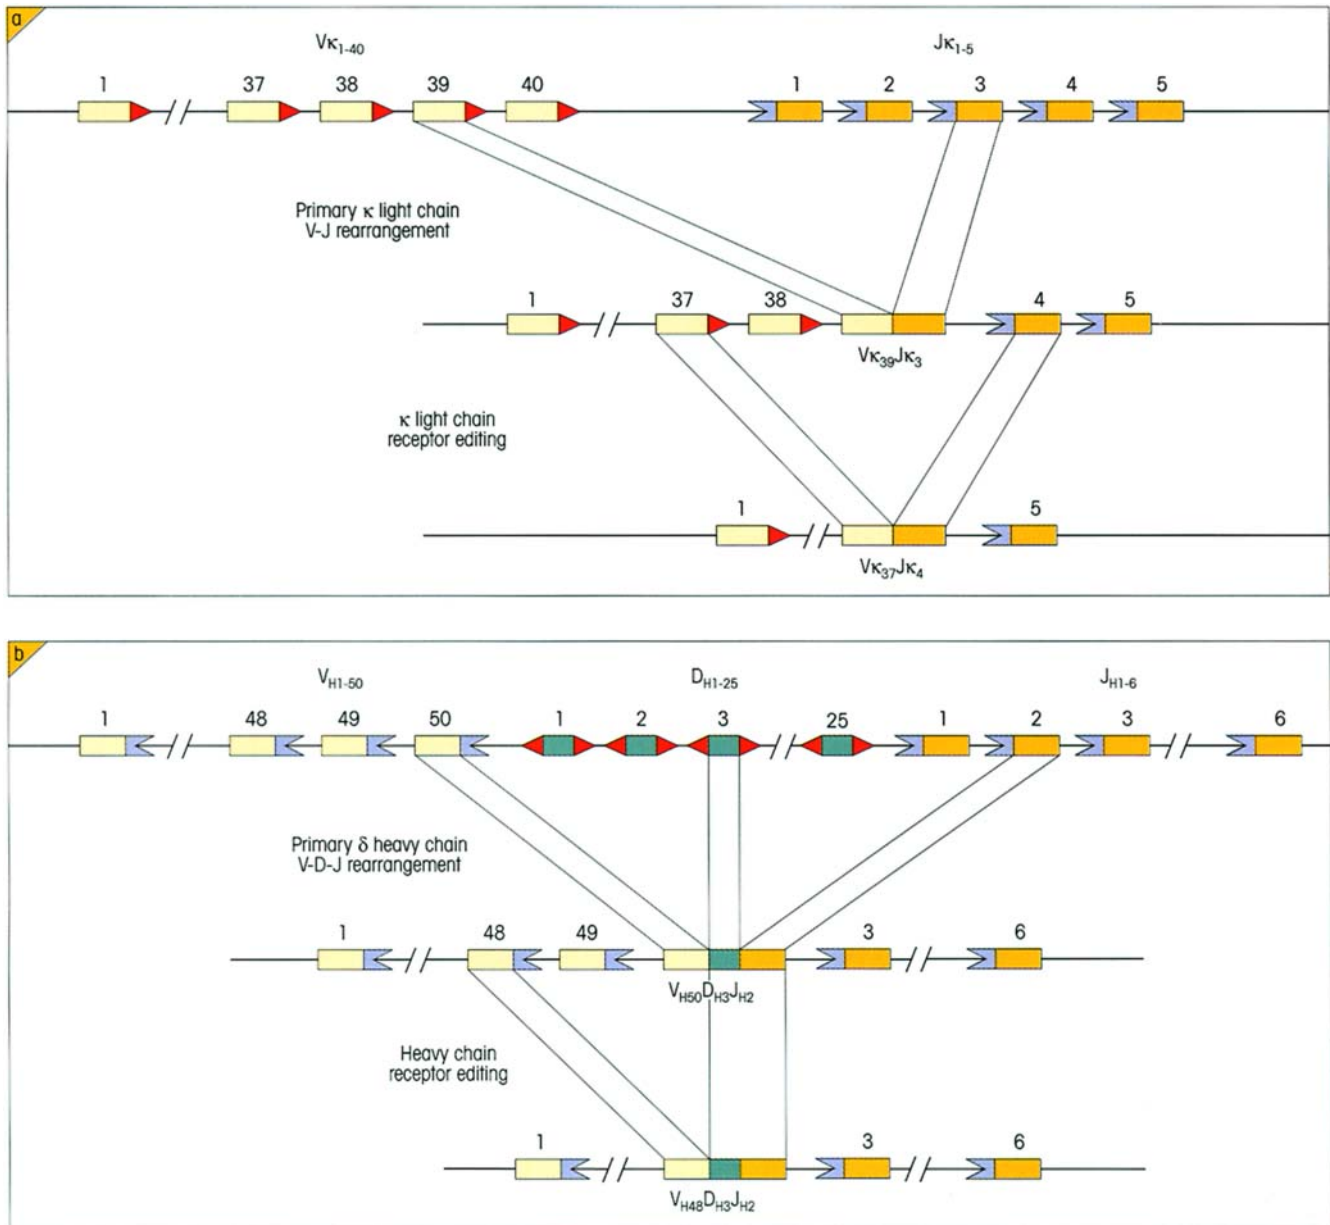 a
Vκ1-40 Jκ1-5
1 37 38 39 40 1 2 3 4 5
Primary κ light chain
V-J rearrangement
1 37 38 4 5
Vκ39Jκ3
κ light chain
receptor editing
1 5
Vκ37Jκ4
b
VH1-50 DH1-25 JH1-6
1 48 49 50 1 2 3 25 1 2 3 6
Primary δ heavy chain
V-D-J rearrangement
1 48 49 3 6
VH50DH3JH2
Heavy chain
receptor editing
1 3 6
VH48DH3JH2